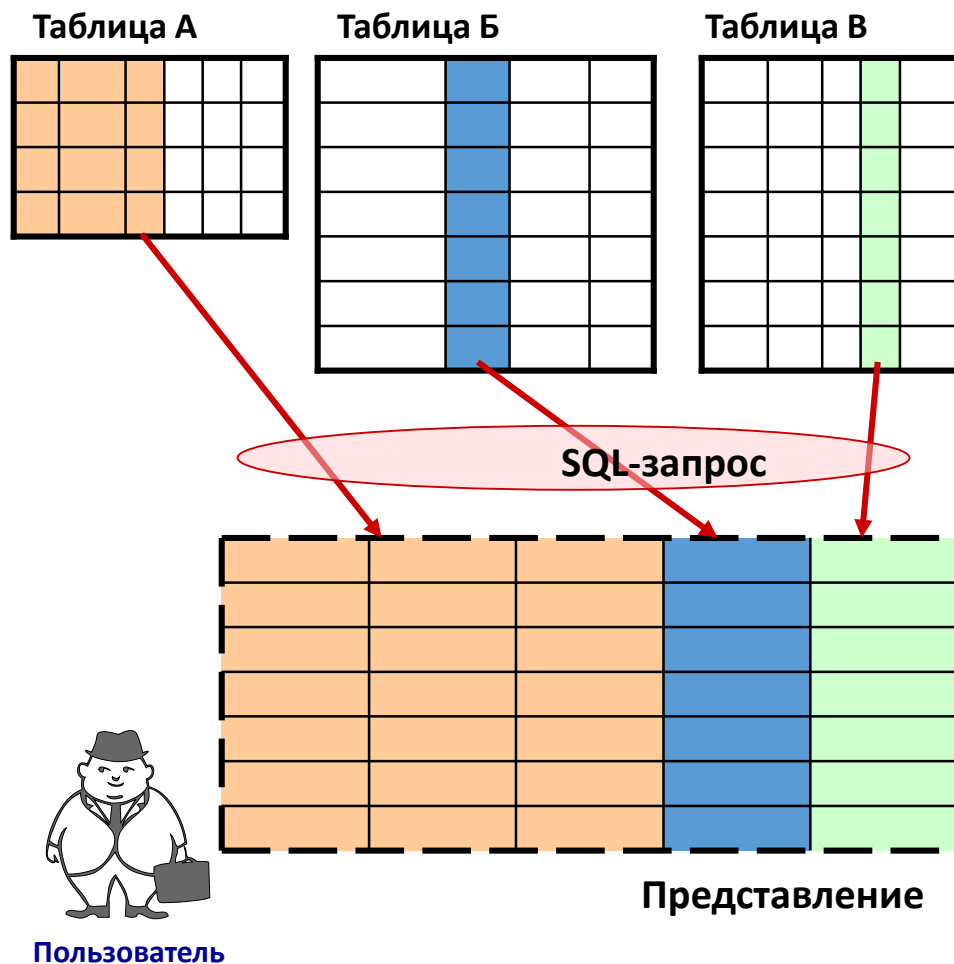 Таблица А
Таблица Б
Таблица В
SQL-запрос
Представление
Пользователь